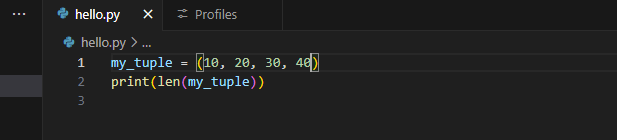 ... hello.py × Profiles
hello.py > ...
1 my_tuple = (10, 20, 30, 40)
2 print(len(my_tuple))
3